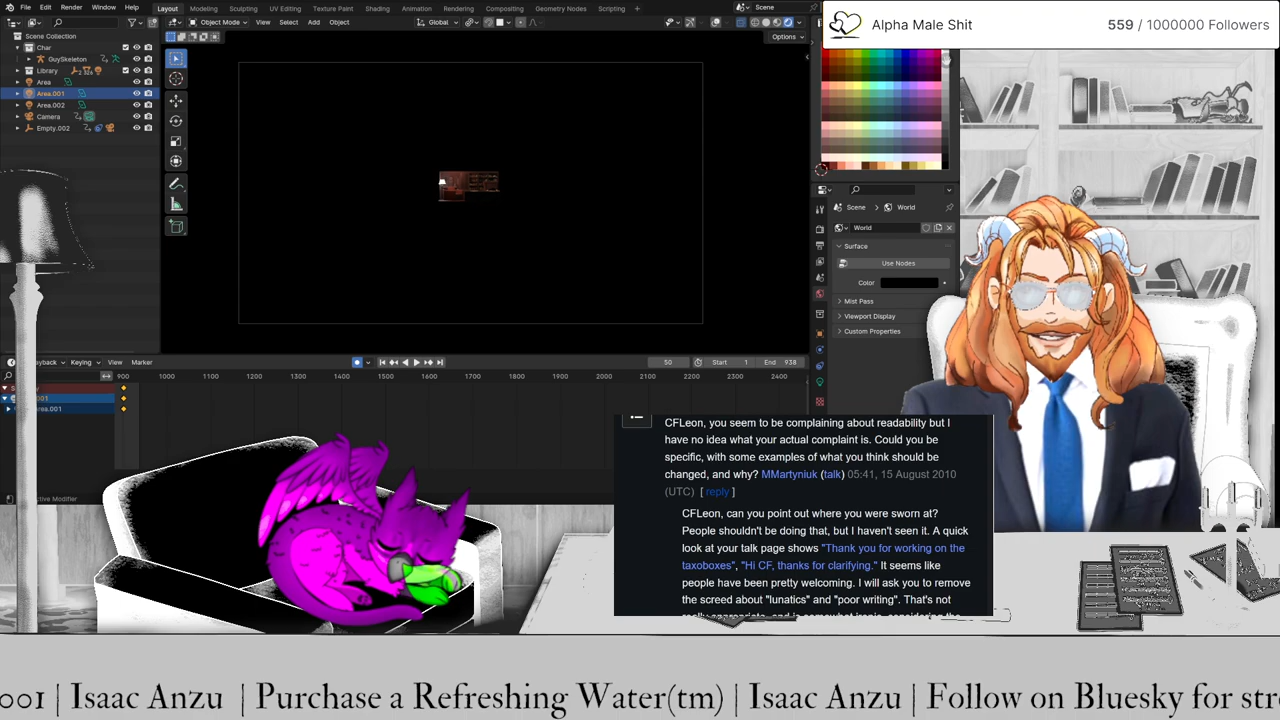 File Edit Render Window Help Layout Modeling Sculpting UV Editing Texture Paint Shading Animation Rendering Compositing Geometry Nodes Scripting Scene
Object Mode View Select Add Object Global
Options
Scene Collection
Char
GuySkeleton
Library
Area
Area.001
Area.002
Camera
Empty.002
Alpha Male Shit 559 / 1000000 Followers
Scene World
World
Surface
Use Nodes
Color
Mist Pass
Viewport Display
Custom Properties
Keying View Marker 50 Start 1 End 938
900 1000 1100 1200 1300 1400 1500 1600 1700 1800 1900 2000 2100 2200 2300 2400
CFLeon, you seem to be complaining about readability but I
have no idea what your actual complaint is. Could you be
specific, with some examples of what you think should be
changed, and why? MMartyniuk (talk) 05:41, 15 August 2010
(UTC) [ reply ]
CFLeon, can you point out where you were sworn at?
People shouldn't be doing that, but I haven't seen it. A quick
look at your talk page shows "Thank you for working on the
taxoboxes", "Hi CF, thanks for clarifying." It seems like
people have been pretty welcoming. I will ask you to remove
the screed about "lunatics" and "poor writing". That's not
001 | Isaac Anzu | Purchase a Refreshing Water(tm) | Isaac Anzu | Follow on Bluesky for str